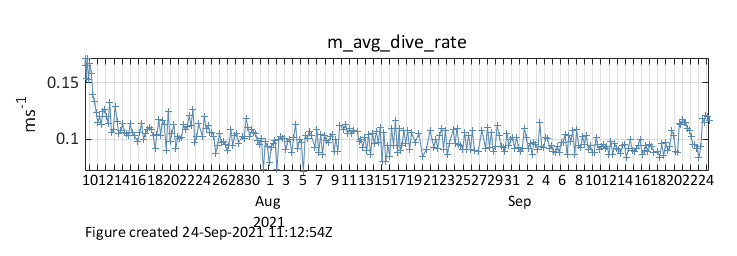 m_avg_dive_rate
0.15
0.1
ms-1
10 12 14 16 18 20 22 24 26 28 30 1 3 5 7 9 11 13 15 17 19 21 23 25 27 29 31 2 4 6 8 10 12 14 16 18 20 22 24
Aug Sep
2021
Figure created 24-Sep-2021 11:12:54Z